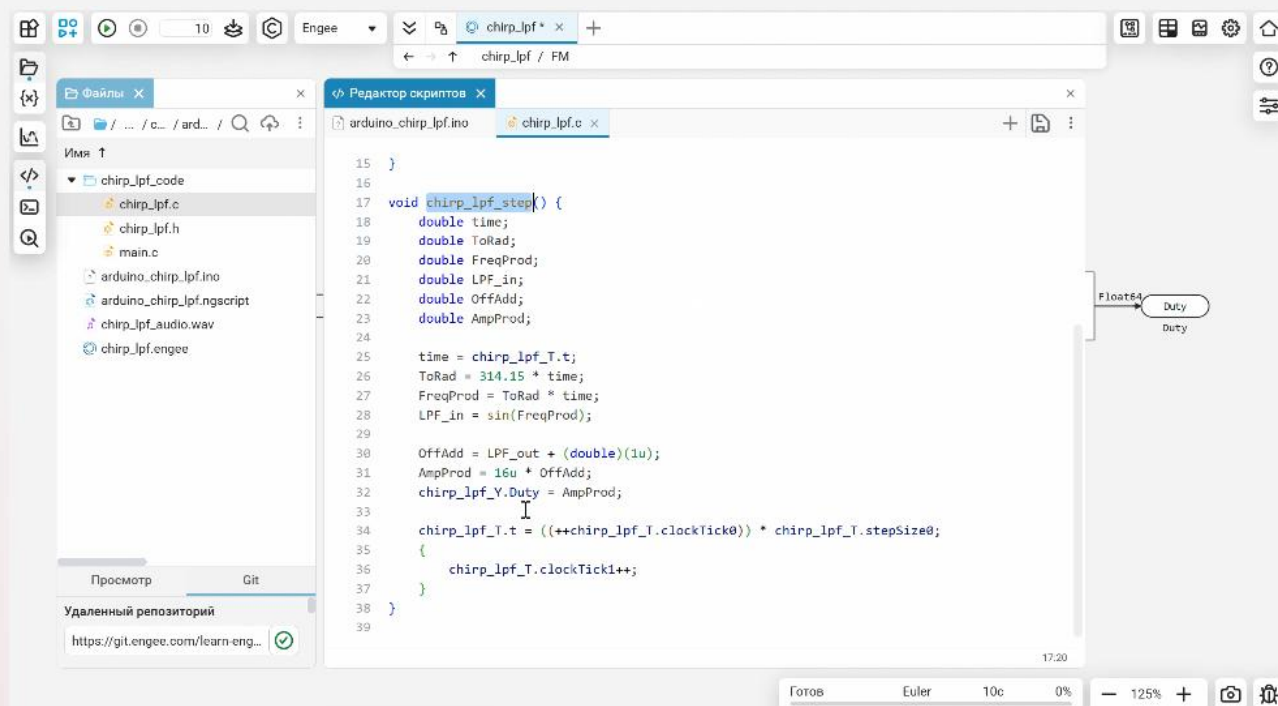 10
Engee
chirp_lpf *
chirp_lpf / FM
Файлы
Редактор скриптов
/ ... / c... / ard... /
arduino_chirp_lpf.ino
chirp_lpf.c
Имя ↑
chirp_lpf_code
chirp_lpf.c
chirp_lpf.h
main.c
arduino_chirp_lpf.ino
arduino_chirp_lpf.ngscript
chirp_lpf_audio.wav
chirp_lpf.engee
15 }
16
17 void chirp_lpf_step() {
18 double time;
19 double ToRad;
20 double FreqProd;
21 double LPF_in;
22 double OffAdd;
23 double AmpProd;
24
25 time = chirp_lpf_T.t;
26 ToRad = 314.15 * time;
27 FreqProd = ToRad * time;
28 LPF_in = sin(FreqProd);
29
30 OffAdd = LPF_out + (double)(1u);
31 AmpProd = 16u * OffAdd;
32 chirp_lpf_Y.Duty = AmpProd;
33
34 chirp_lpf_T.t = ((++chirp_lpf_T.clockTick0)) * chirp_lpf_T.stepSize0;
35 {
36 chirp_lpf_T.clockTick1++;
37 }
38 }
39
17:20
Float64
Duty
Duty
Просмотр
Git
Удаленный репозиторий
https://git.engee.com/learn-eng...
Готов
Euler
10с
0%
125%